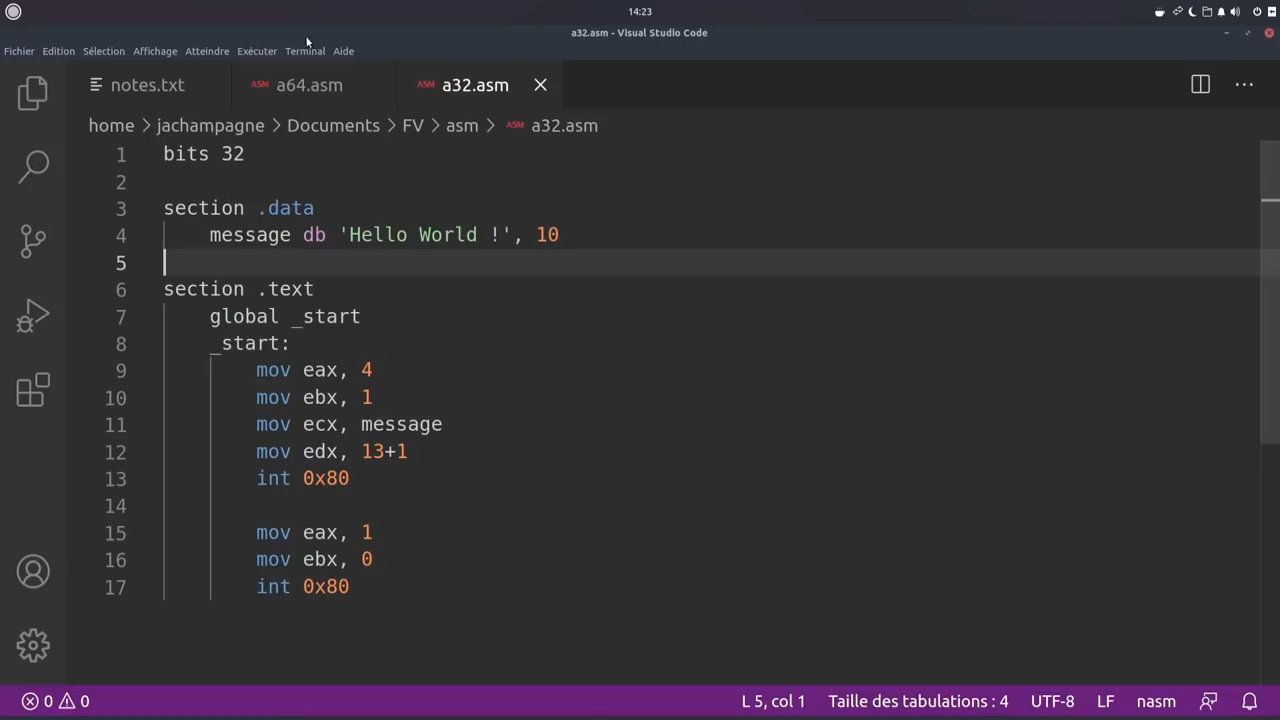 14:23
a32.asm - Visual Studio Code
Fichier Edition Sélection Affichage Atteindre Exécuter Terminal Aide
notes.txt ASM a64.asm ASM a32.asm
home > jachampagne > Documents > FV > asm > ASM a32.asm
1 bits 32
2
3 section .data
4 message db 'Hello World !', 10
5
6 section .text
7 global _start
8 _start:
9 mov eax, 4
10 mov ebx, 1
11 mov ecx, message
12 mov edx, 13+1
13 int 0x80
14
15 mov eax, 1
16 mov ebx, 0
17 int 0x80
0 0 L 5, col 1 Taille des tabulations : 4 UTF-8 LF nasm